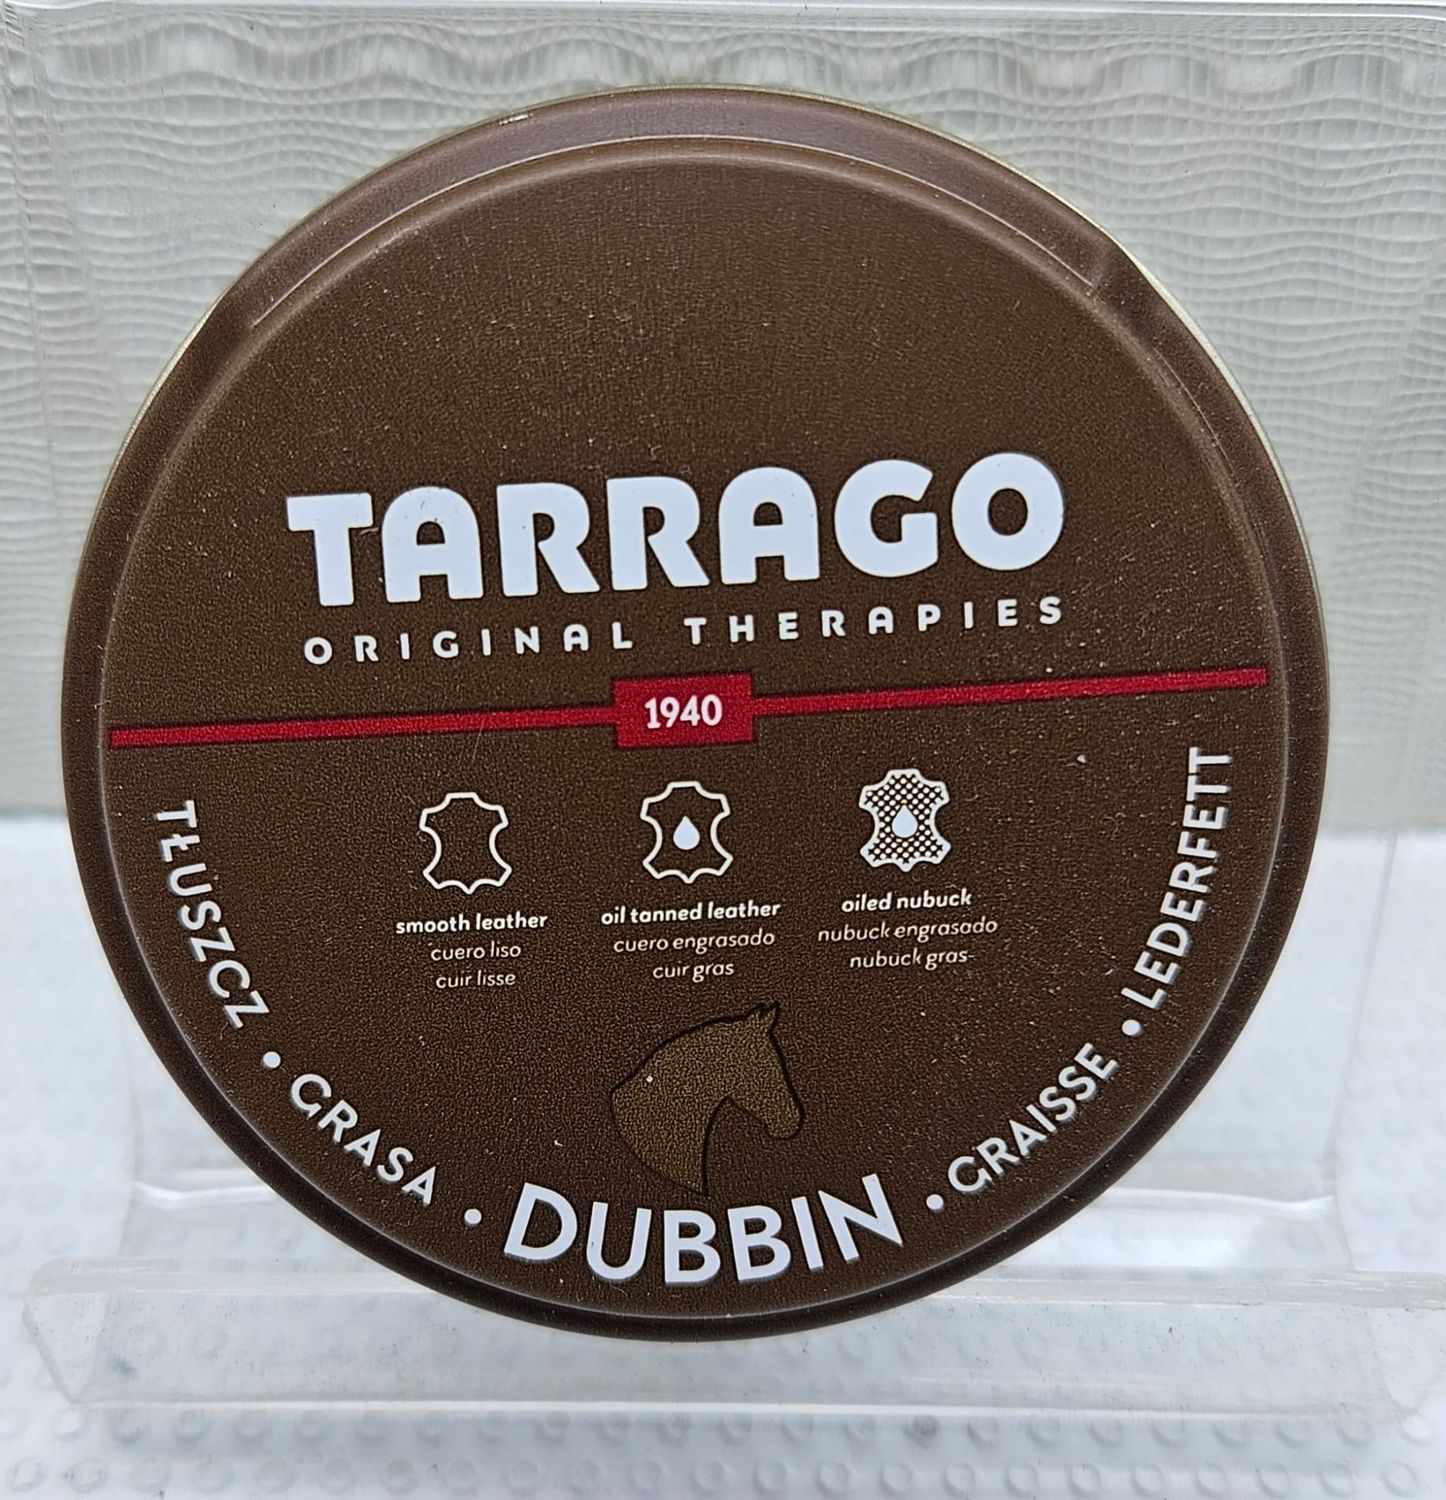 TARRAGO
ORIGINAL THERAPIES
1940
smooth leather
cuero liso
cuir lisse
oil tanned leather
cuero engrasado
cuir gras
oiled nubuck
nubuck engrasado
nubuck gras
TŁUSZCZ • GRASA • DUBBIN • GRAISSE • LEDERFETT